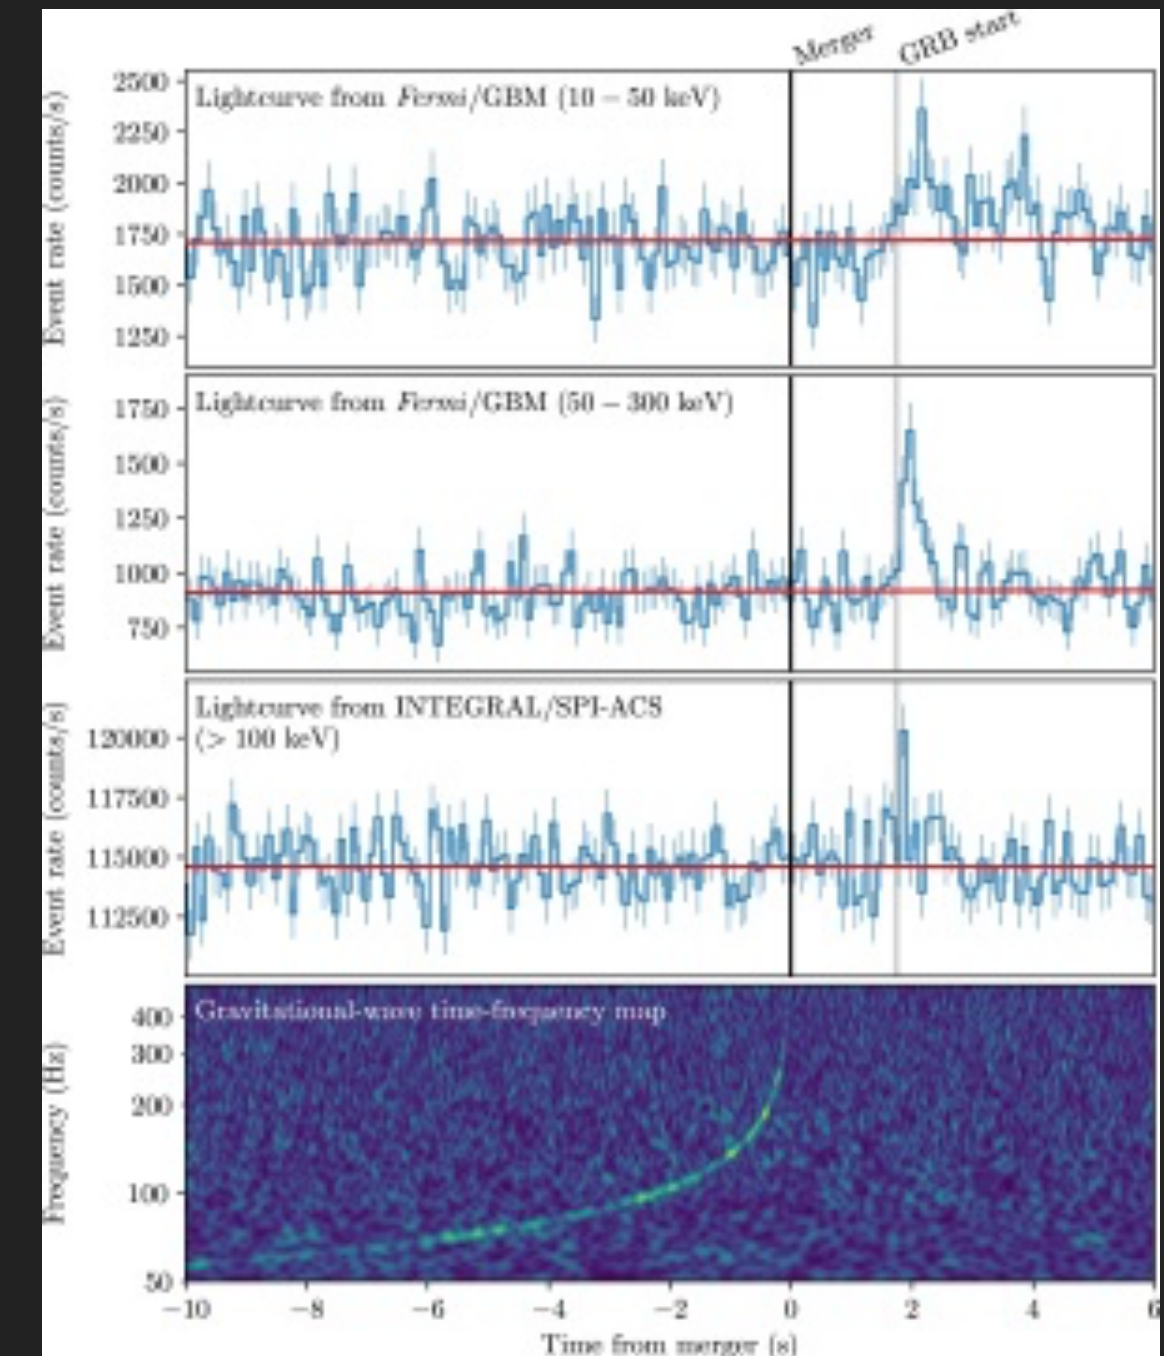 Merger GRB start
Lightcurve from Fermi/GBM (10 − 50 keV)
Event rate (counts/s)
2500
2250
2000
1750
1500
1250
Lightcurve from Fermi/GBM (50 − 300 keV)
Event rate (counts/s)
1750
1500
1250
1000
750
Lightcurve from INTEGRAL/SPI-ACS
(> 100 keV)
Event rate (counts/s)
120000
117500
115000
112500
Gravitational-wave time-frequency map
Frequency (Hz)
400
300
200
100
50
−10 −8 −6 −4 −2 0 2 4 6
Time from merger (s)